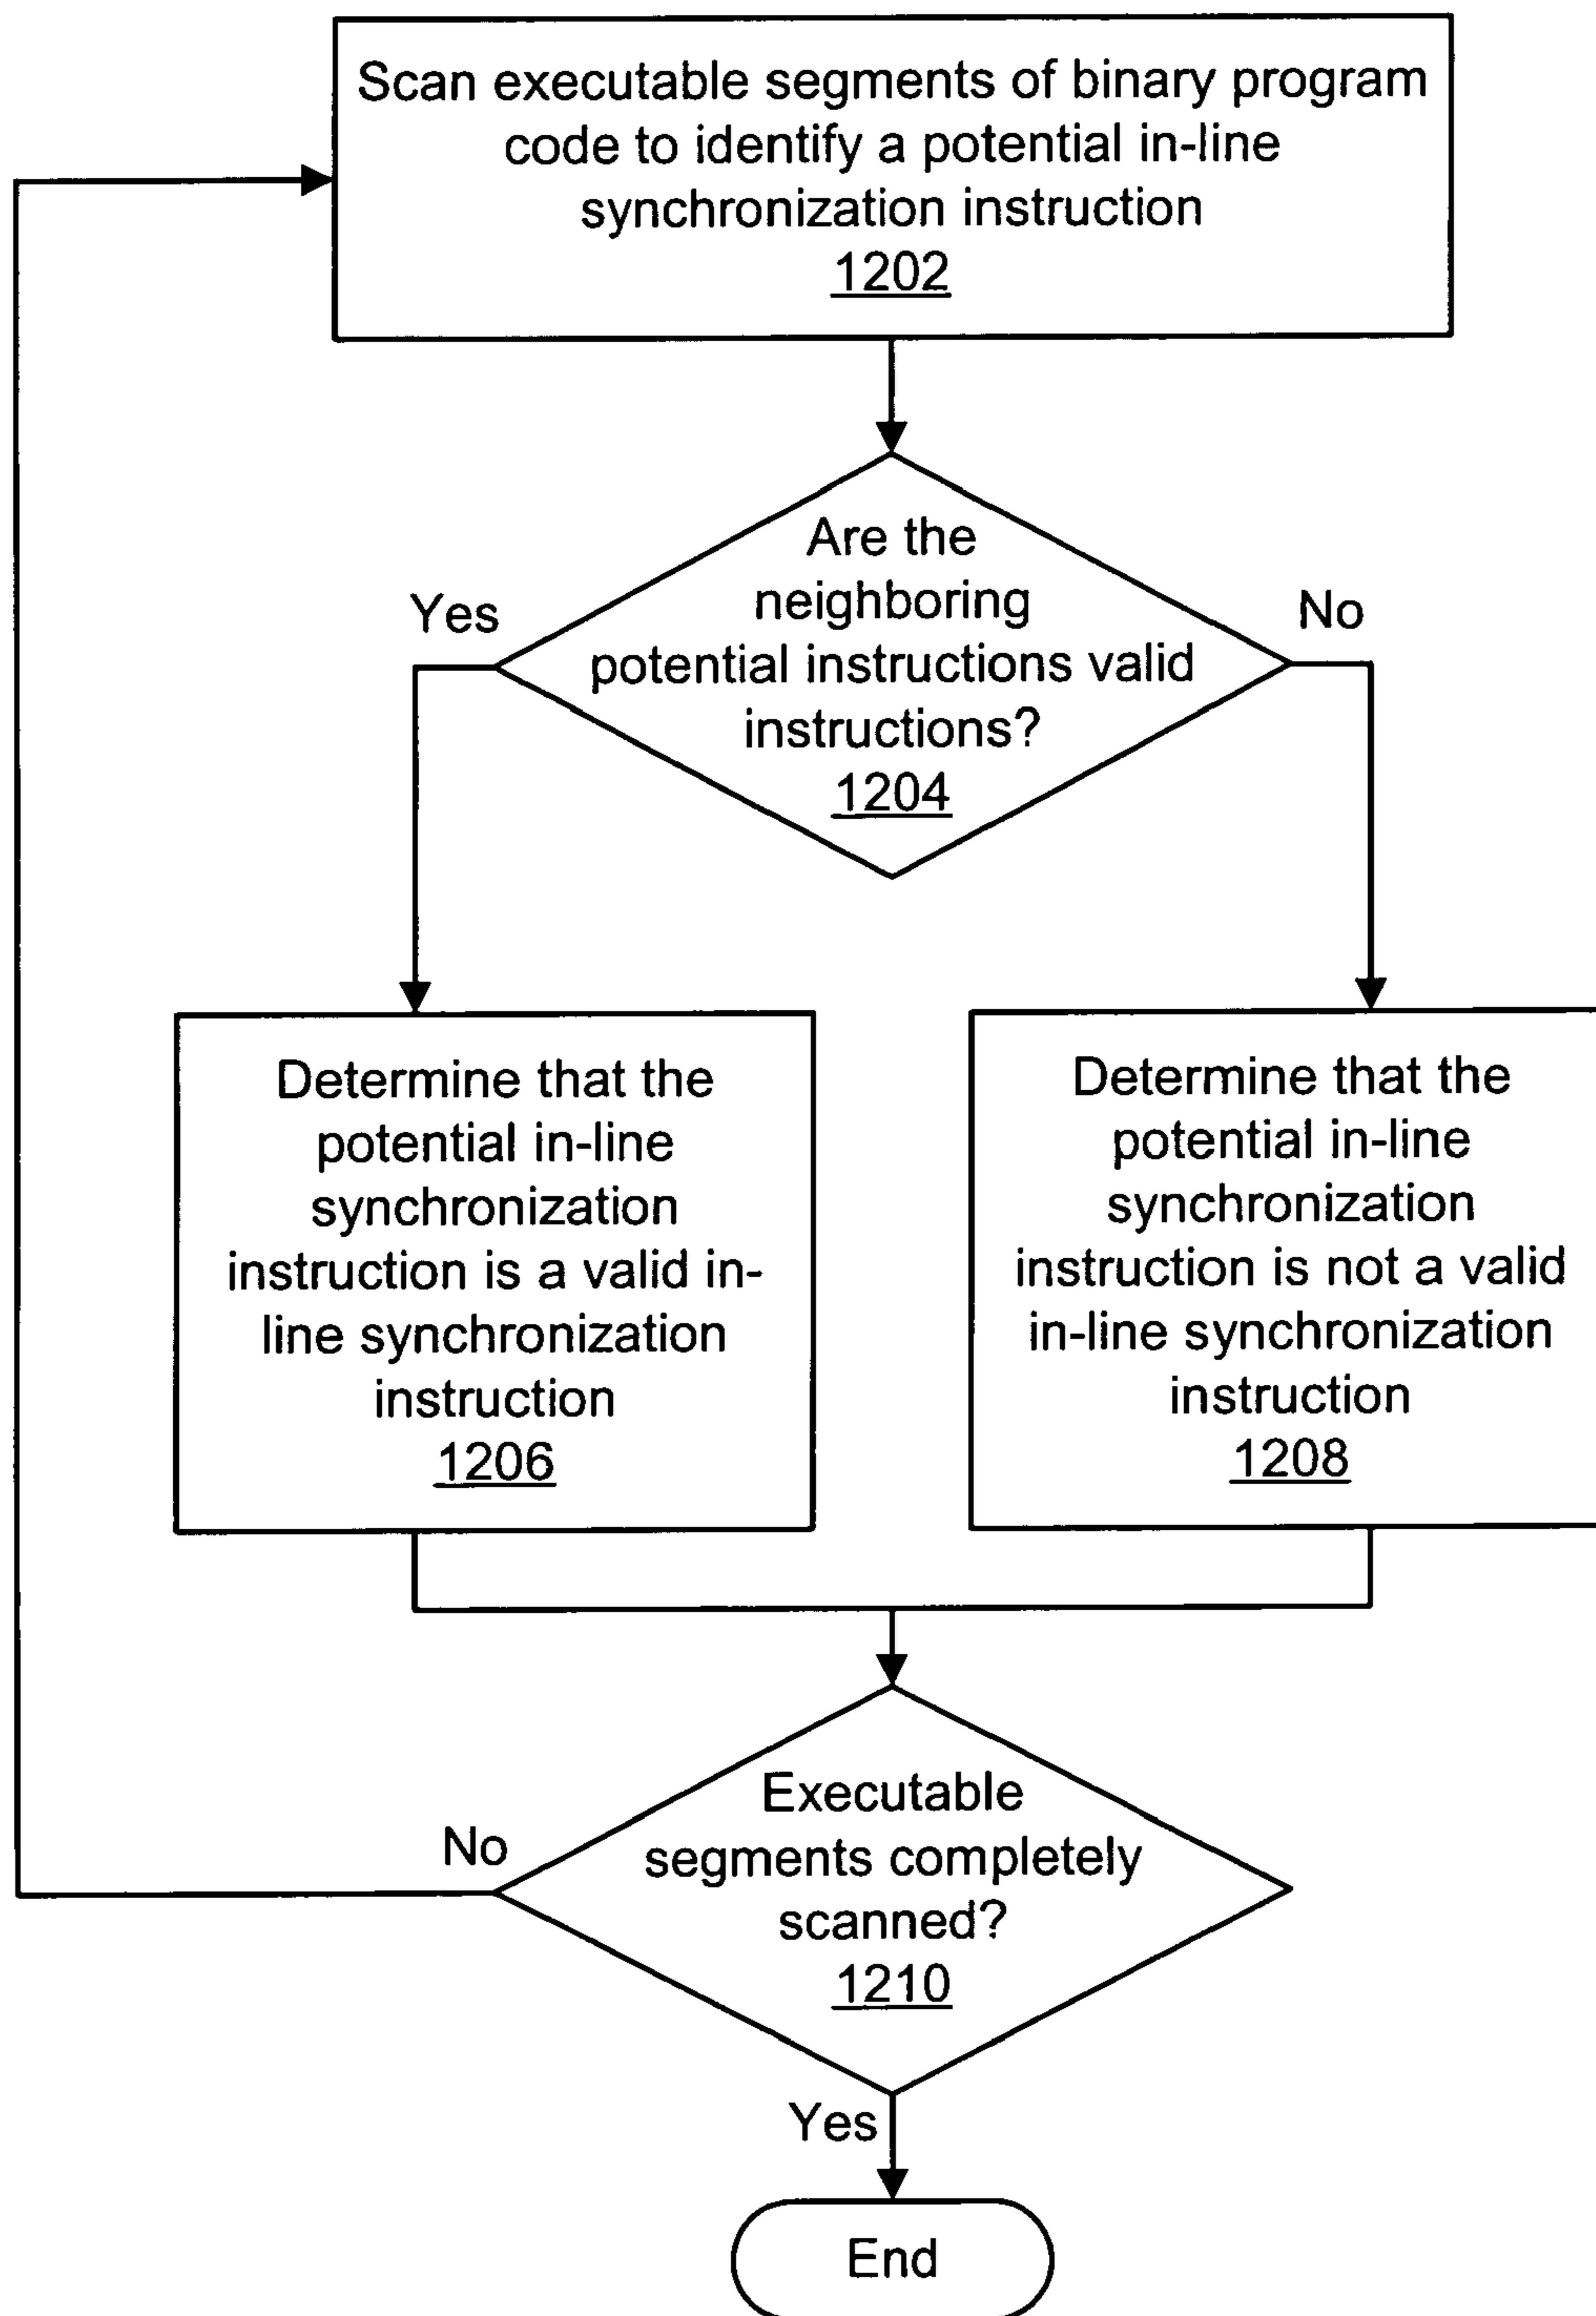 Scan executable segments of binary program
code to identify a potential in-line
synchronization instruction
1202
Are the
neighboring
potential instructions valid
instructions?
1204
Yes
No
Determine that the
potential in-line
synchronization
instruction is a valid in-
line synchronization
instruction
1206
Determine that the
potential in-line
synchronization
instruction is not a valid
in-line synchronization
instruction
1208
Executable
segments completely
scanned?
1210
No
Yes
End